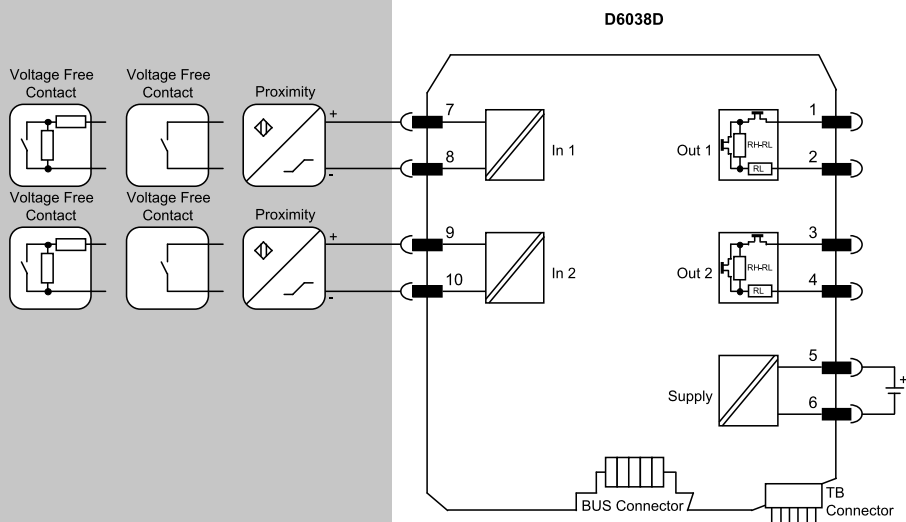 D6038D
Voltage Free
Contact
Voltage Free
Contact
Proximity
+
-
7
8
In 1
Out 1
RH-RL
RL
1
2
Voltage Free
Contact
Voltage Free
Contact
Proximity
+
-
9
10
In 2
Out 2
RH-RL
RL
3
4
Supply
5
6
+
BUS Connector
TB
Connector